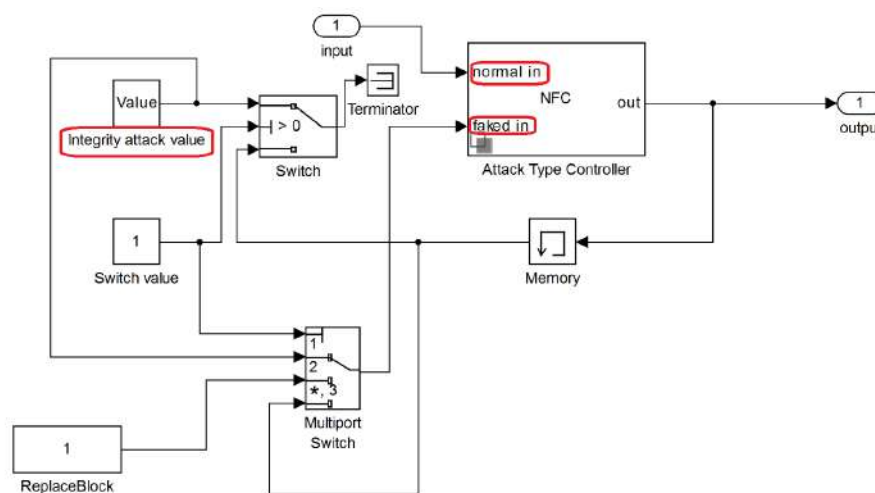 1
input
Value
Integrity attack value
> 0
Switch
Terminator
normal in
NFC
out
faked in
Attack Type Controller
1
output
1
Switch value
Memory
1
2
*, 3
Multiport
Switch
1
ReplaceBlock